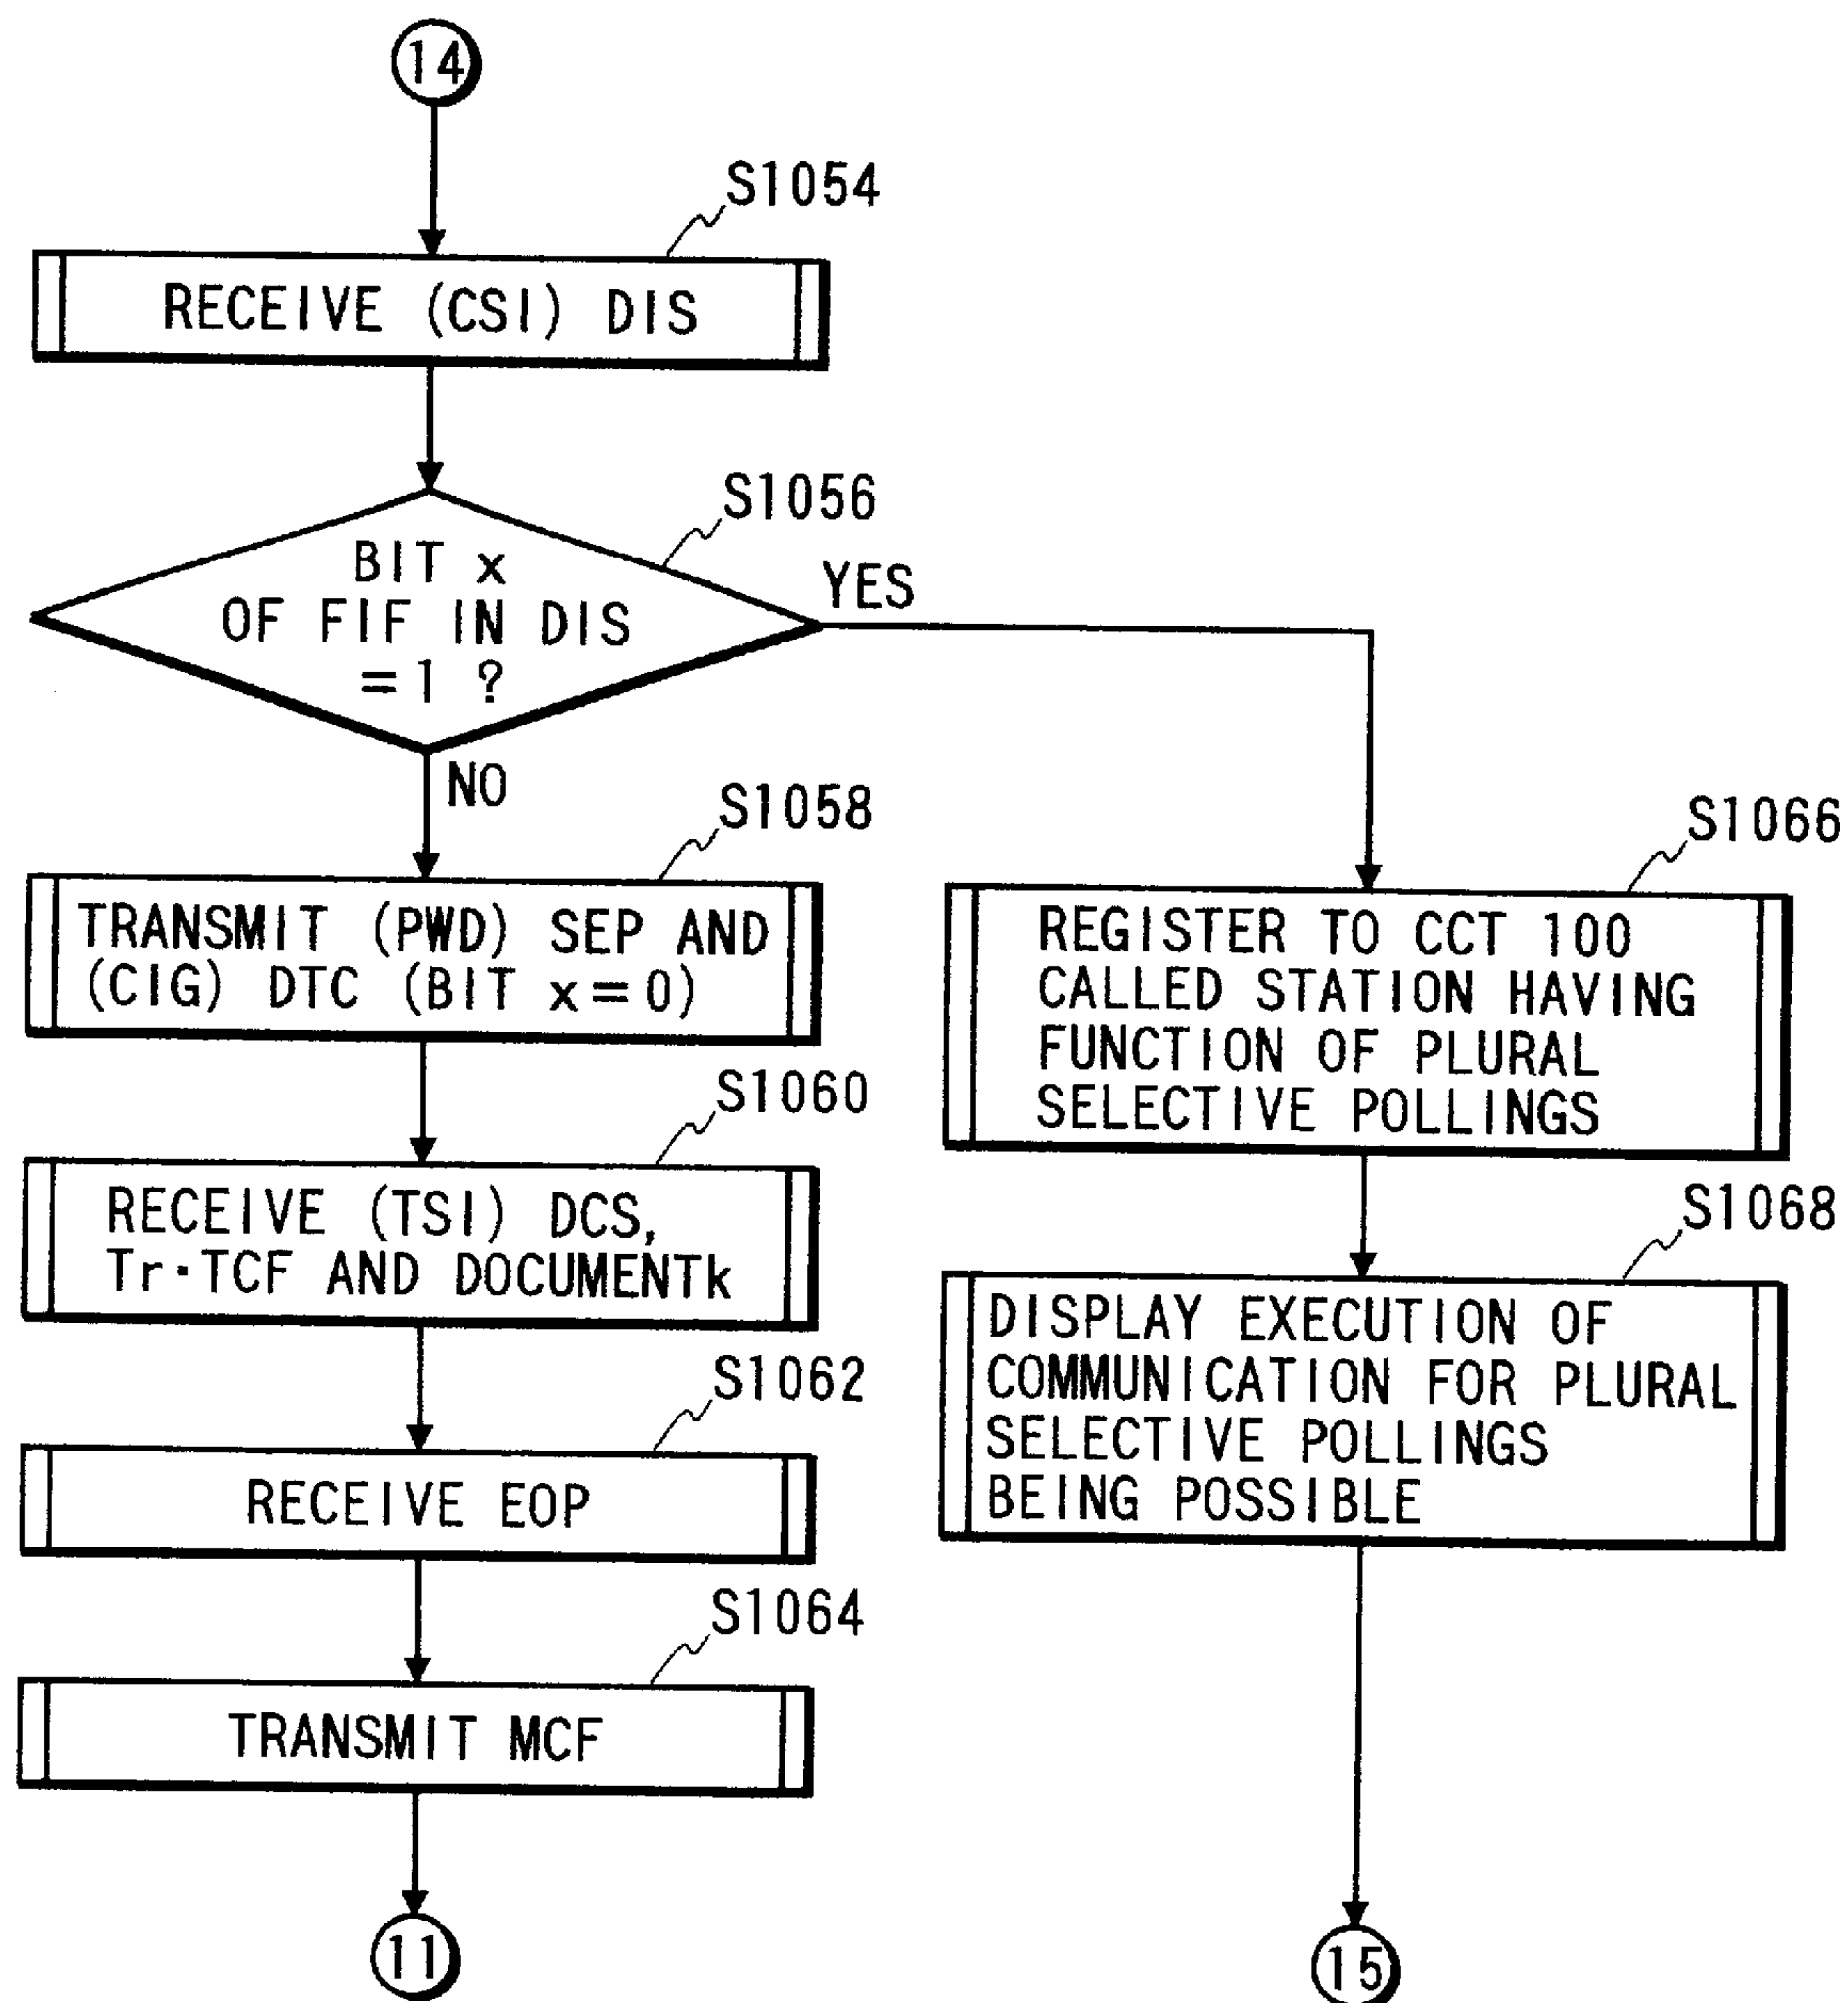 14
S1054
RECEIVE (CSI) DIS
S1056
BIT x
OF FIF IN DIS
=1 ?
YES
NO
S1058
TRANSMIT (PWD) SEP AND
(CIG) DTC (BIT x=0)
S1060
RECEIVE (TSI) DCS,
Tr·TCF AND DOCUMENTk
S1062
RECEIVE EOP
S1064
TRANSMIT MCF
11
S1066
REGISTER TO CCT 100
CALLED STATION HAVING
FUNCTION OF PLURAL
SELECTIVE POLLINGS
S1068
DISPLAY EXECUTION OF
COMMUNICATION FOR PLURAL
SELECTIVE POLLINGS
BEING POSSIBLE
15